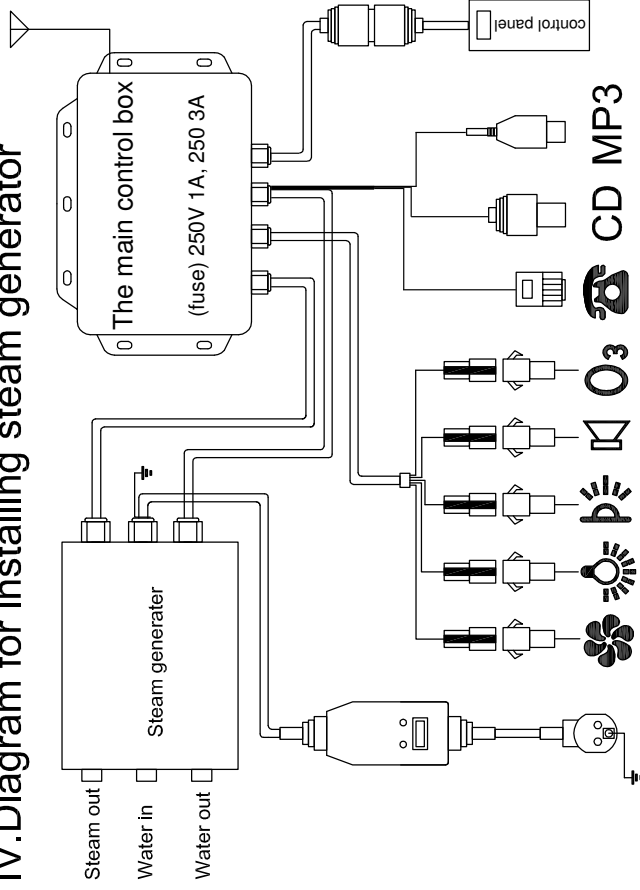 IV.Diagram for installing steam generator
The main control box
(fuse) 250V 1A, 250 3A
control panel
CD MP3
O3
Steam generater
Steam out
Water in
Water out